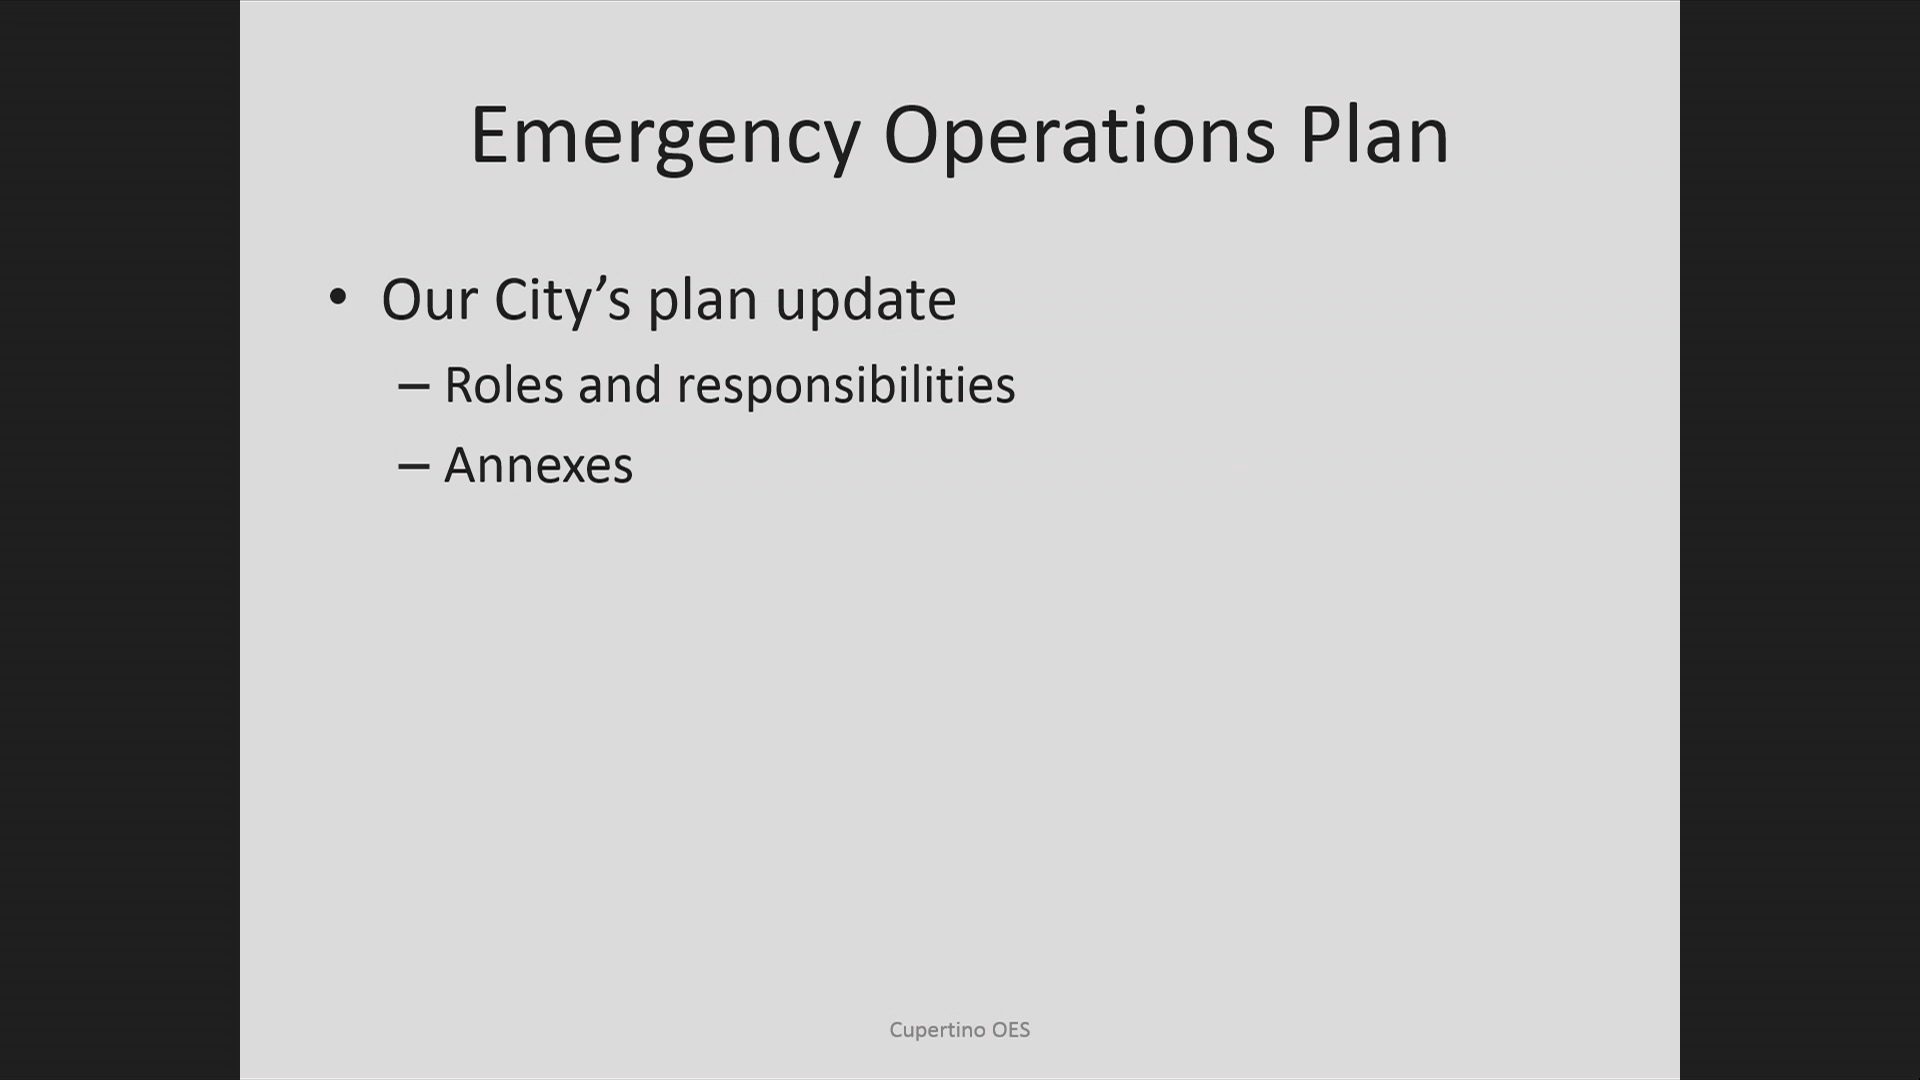 Emergency Operations Plan
• Our City’s plan update
– Roles and responsibilities
– Annexes
Cupertino OES